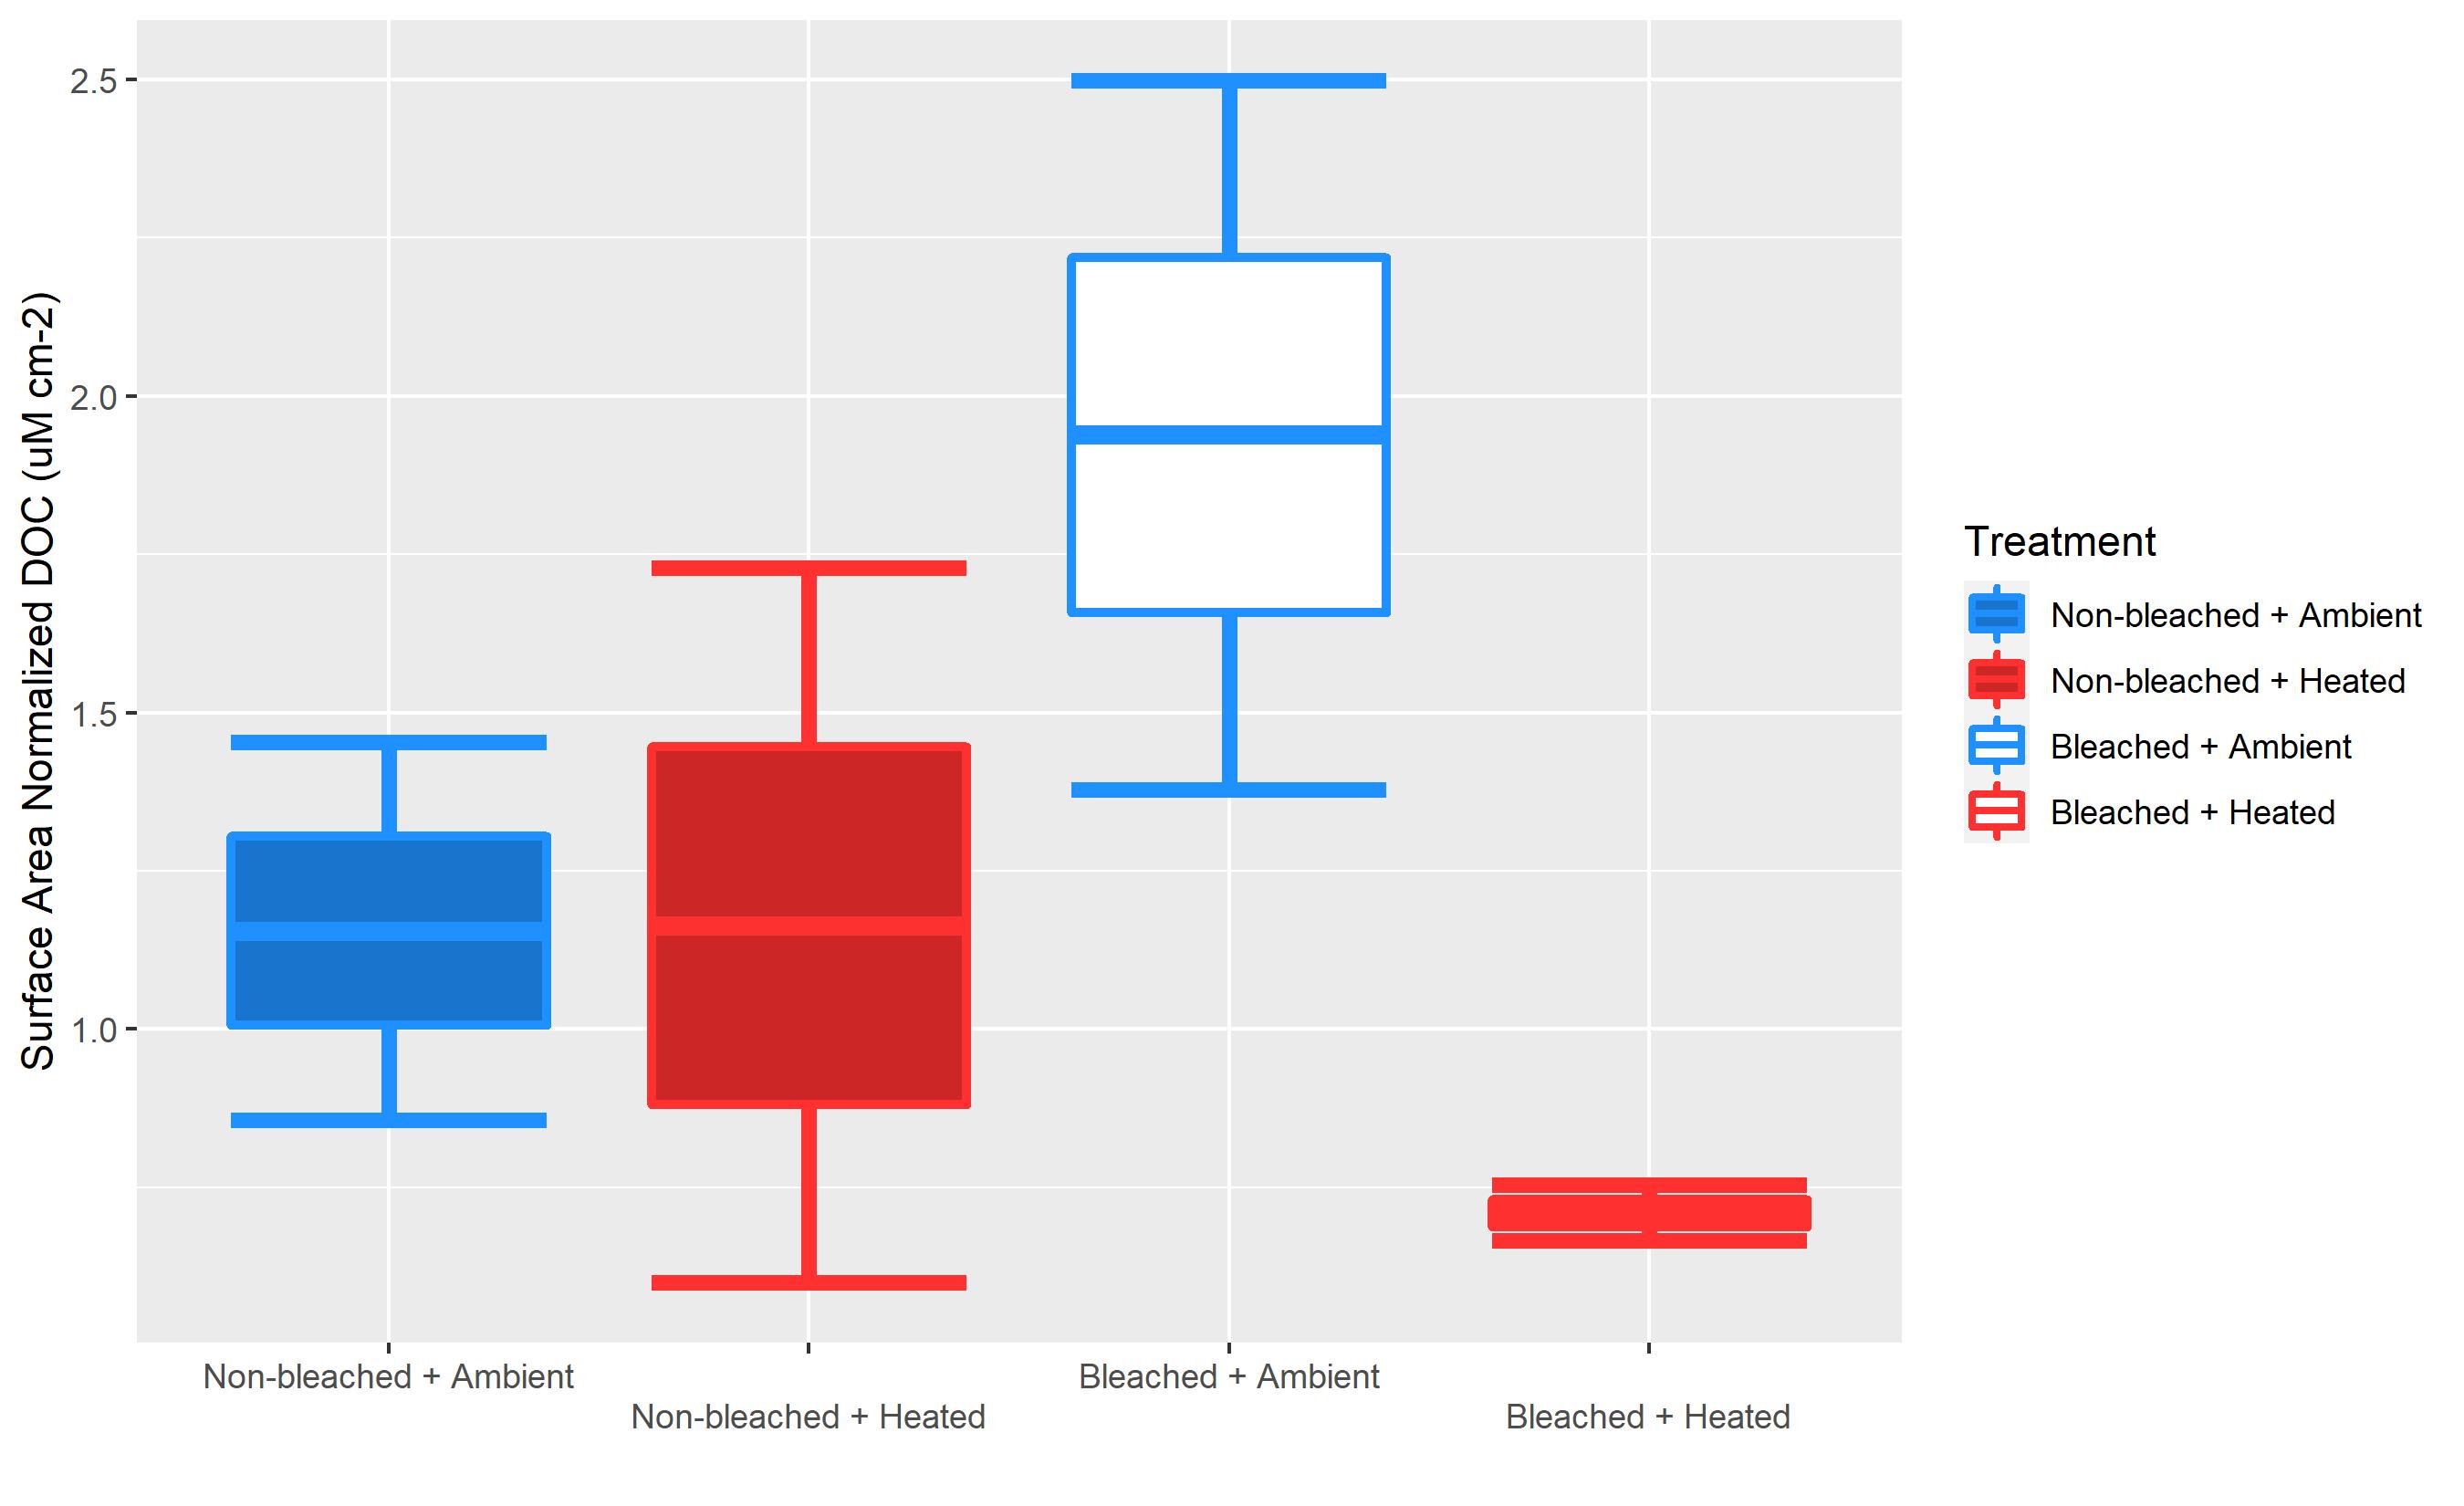 Surface Area Normalized DOC (uM cm-2)
2.5
2.0
1.5
1.0
Non-bleached + Ambient
Non-bleached + Heated
Bleached + Ambient
Bleached + Heated
Treatment
Non-bleached + Ambient
Non-bleached + Heated
Bleached + Ambient
Bleached + Heated